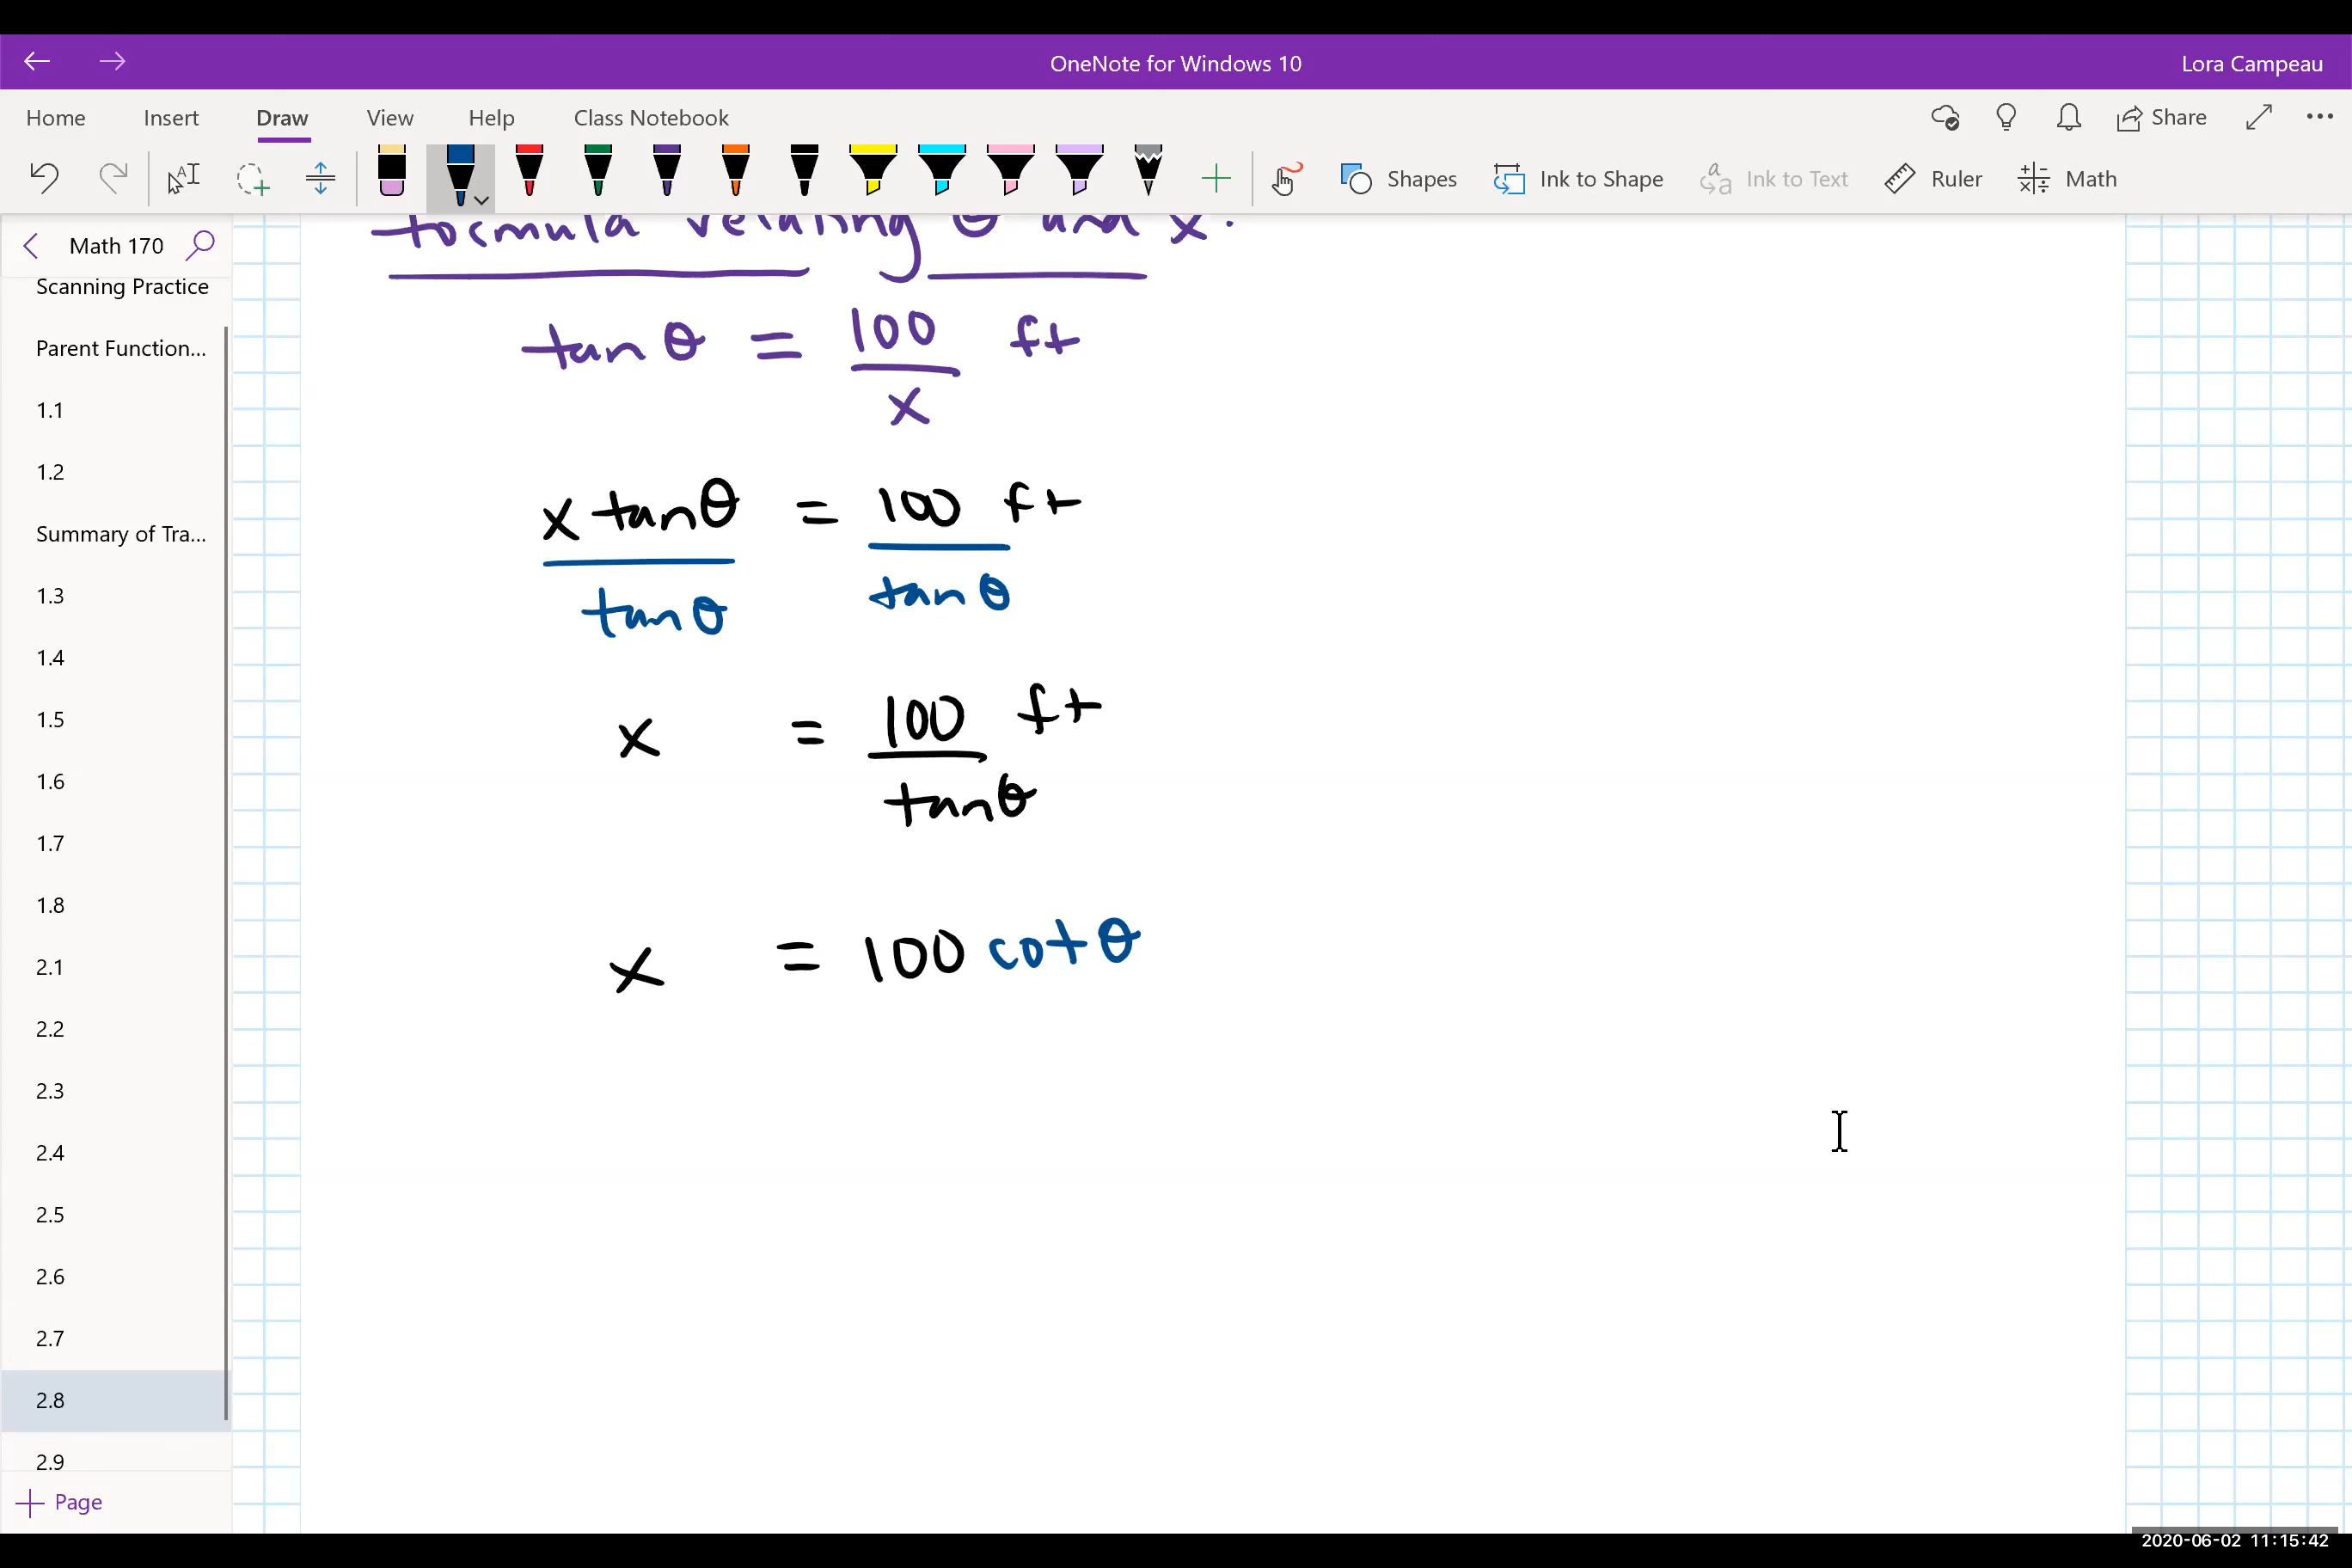 OneNote for Windows 10
Lora Campeau
Home Insert Draw View Help Class Notebook Share
Shapes Ink to Shape Ink to Text Ruler Math
Math 170
Scanning Practice
Parent Function...
1.1
1.2
Summary of Tra...
1.3
1.4
1.5
1.6
1.7
1.8
2.1
2.2
2.3
2.4
2.5
2.6
2.7
2.8
2.9
Page
formula relating θ and x.
tan θ = 100/x ft
x tan θ / tan θ = 100 ft / tan θ
x = 100/tan θ ft
x = 100 cot θ
2020-06-02 11:15:42